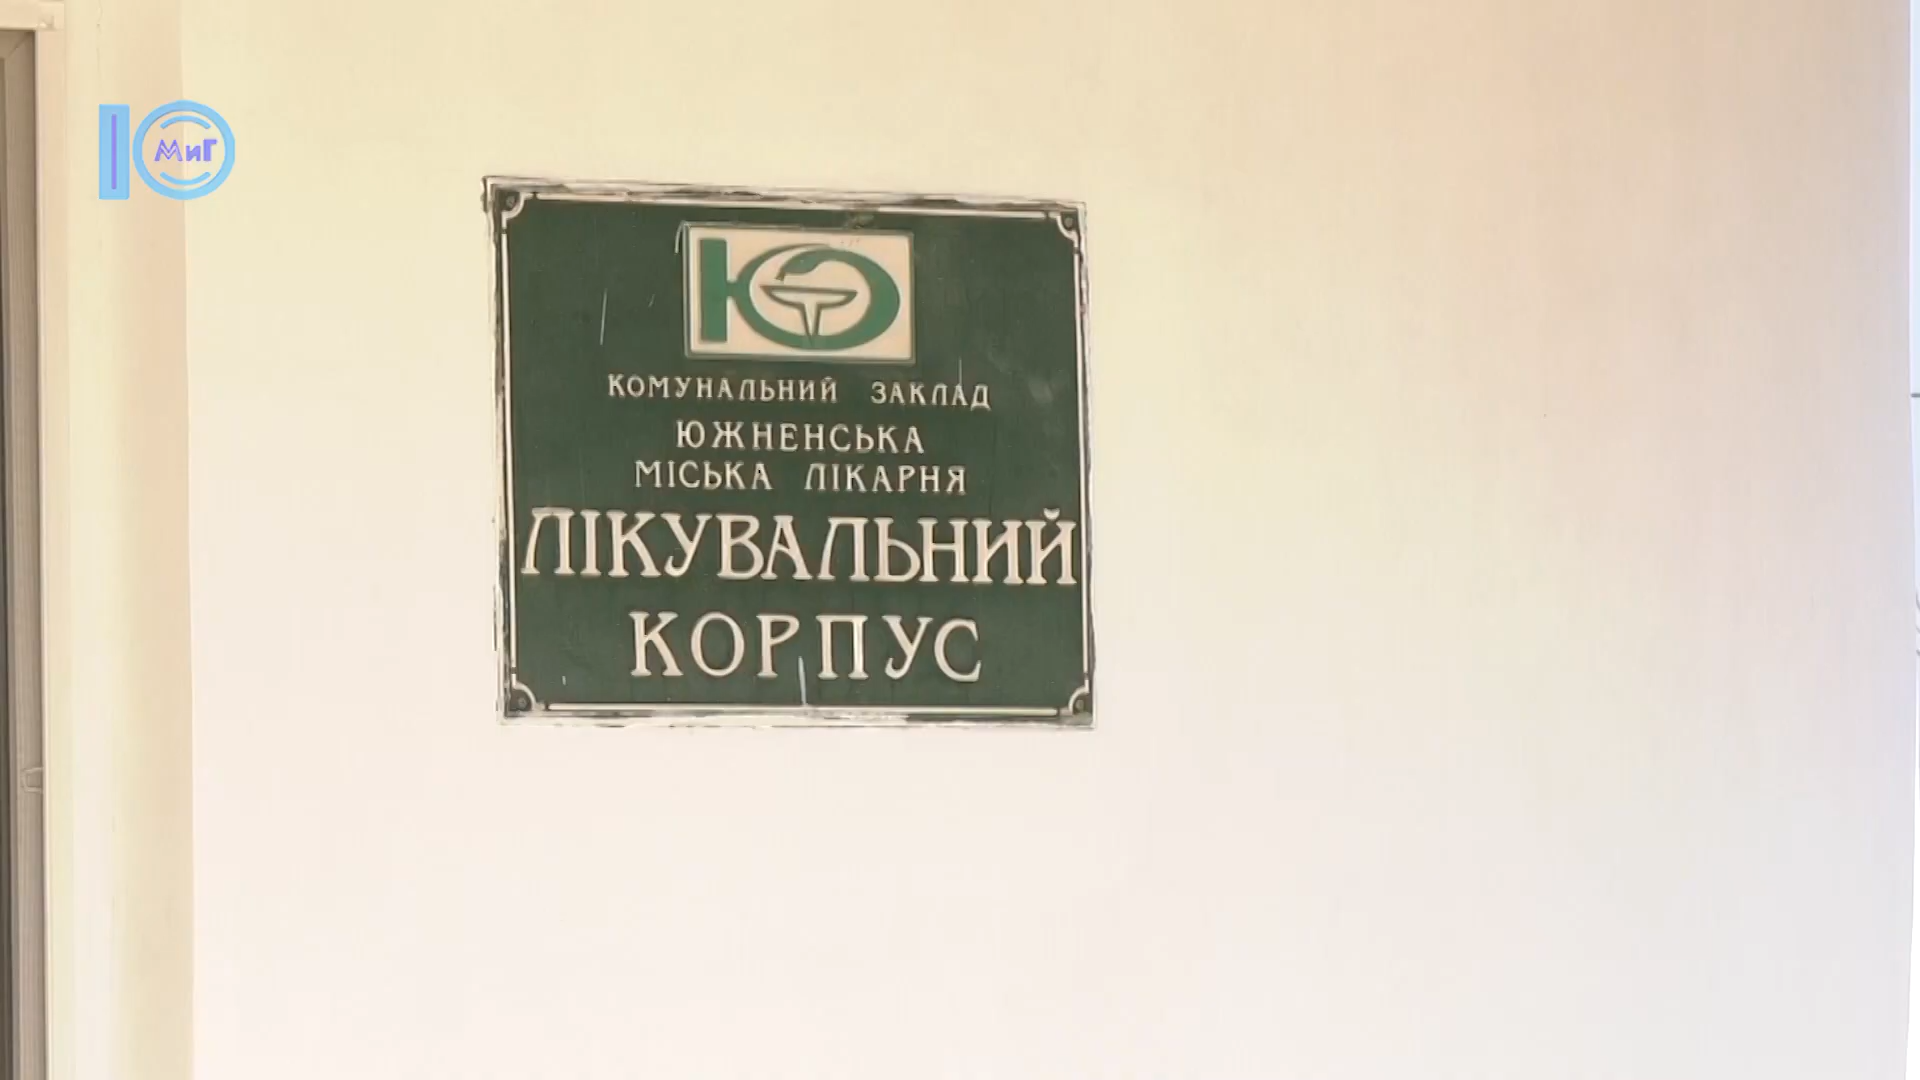 Ю МиГ
Ю
КОМУНАЛЬНИЙ ЗАКЛАД
ЮЖНЕНСЬКА
МІСЬКА ЛІКАРНЯ
ЛІКУВАЛЬНИЙ
КОРПУС